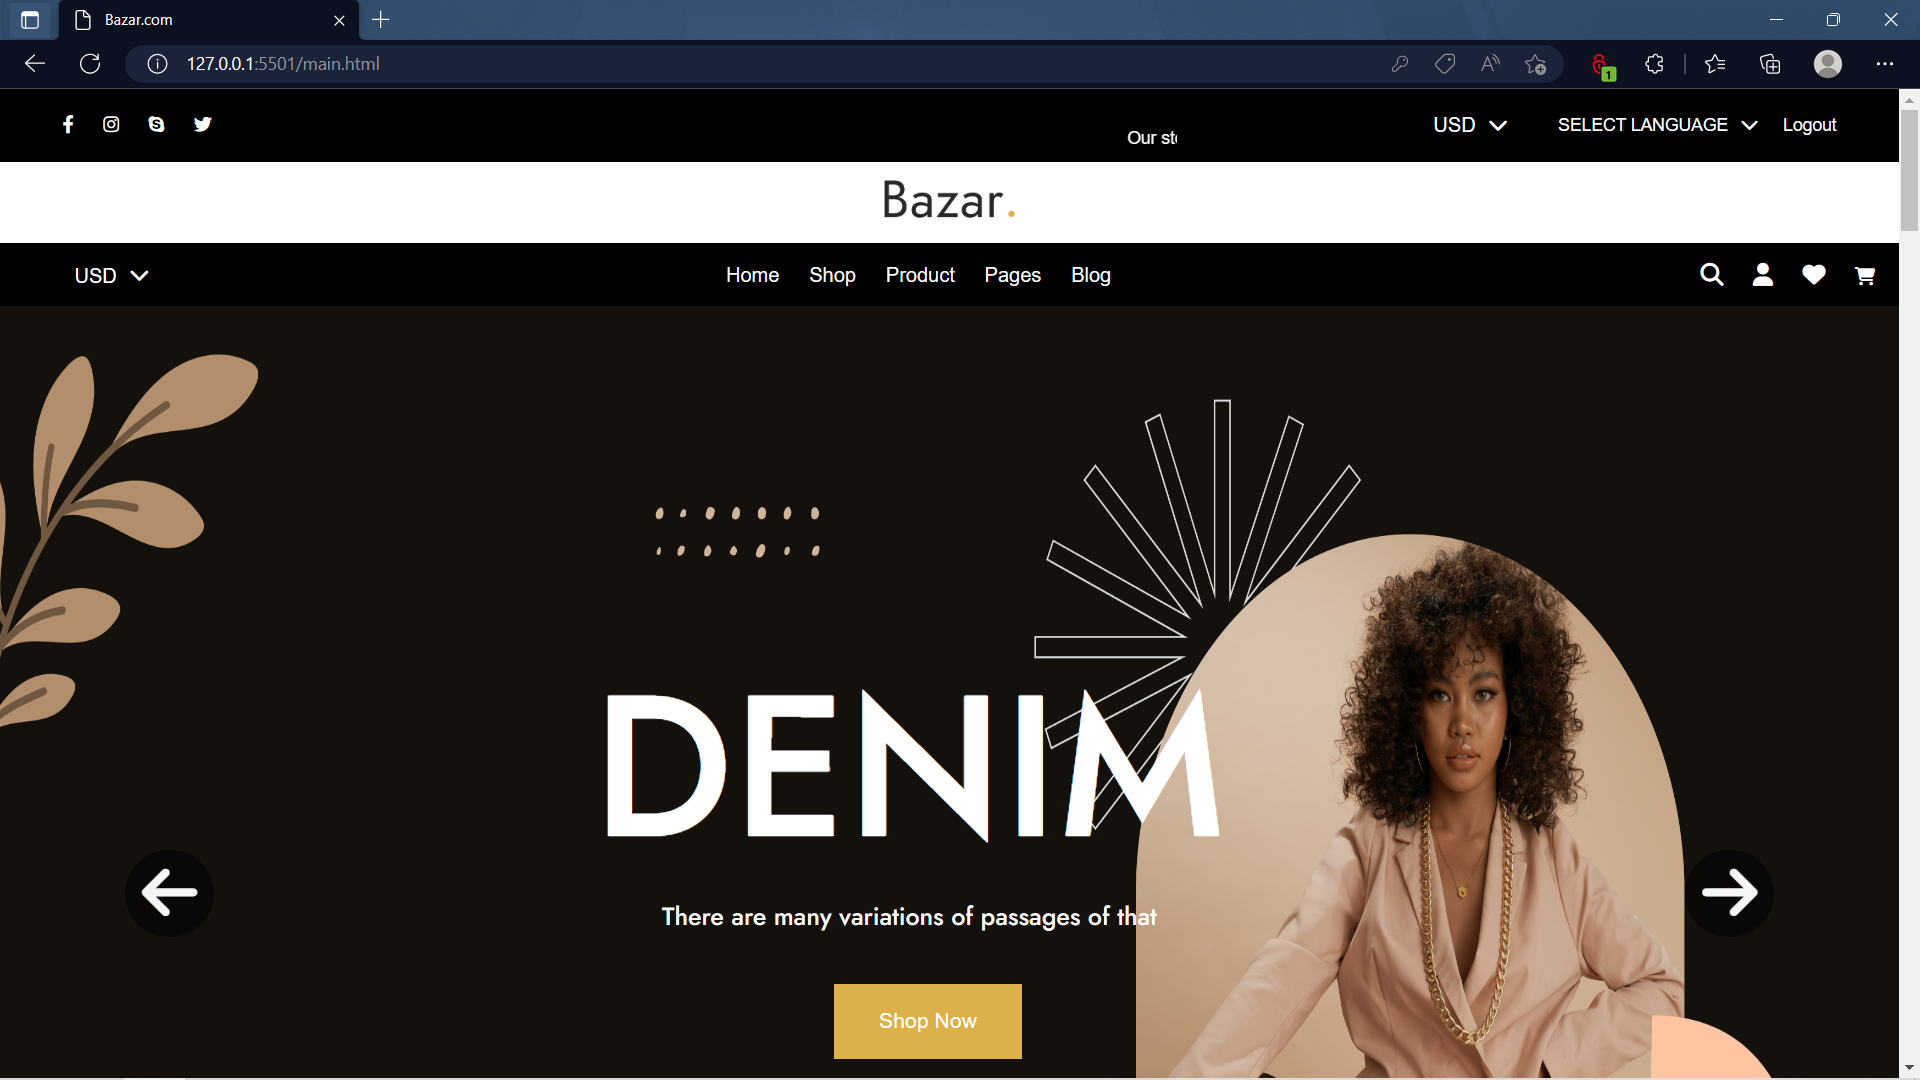 Bazar.com
127.0.0.1:5501/main.html
1
Our st
USD
SELECT LANGUAGE
Logout
Bazar.
USD
Home
Shop
Product
Pages
Blog
DENIM
There are many variations of passages of that
Shop Now